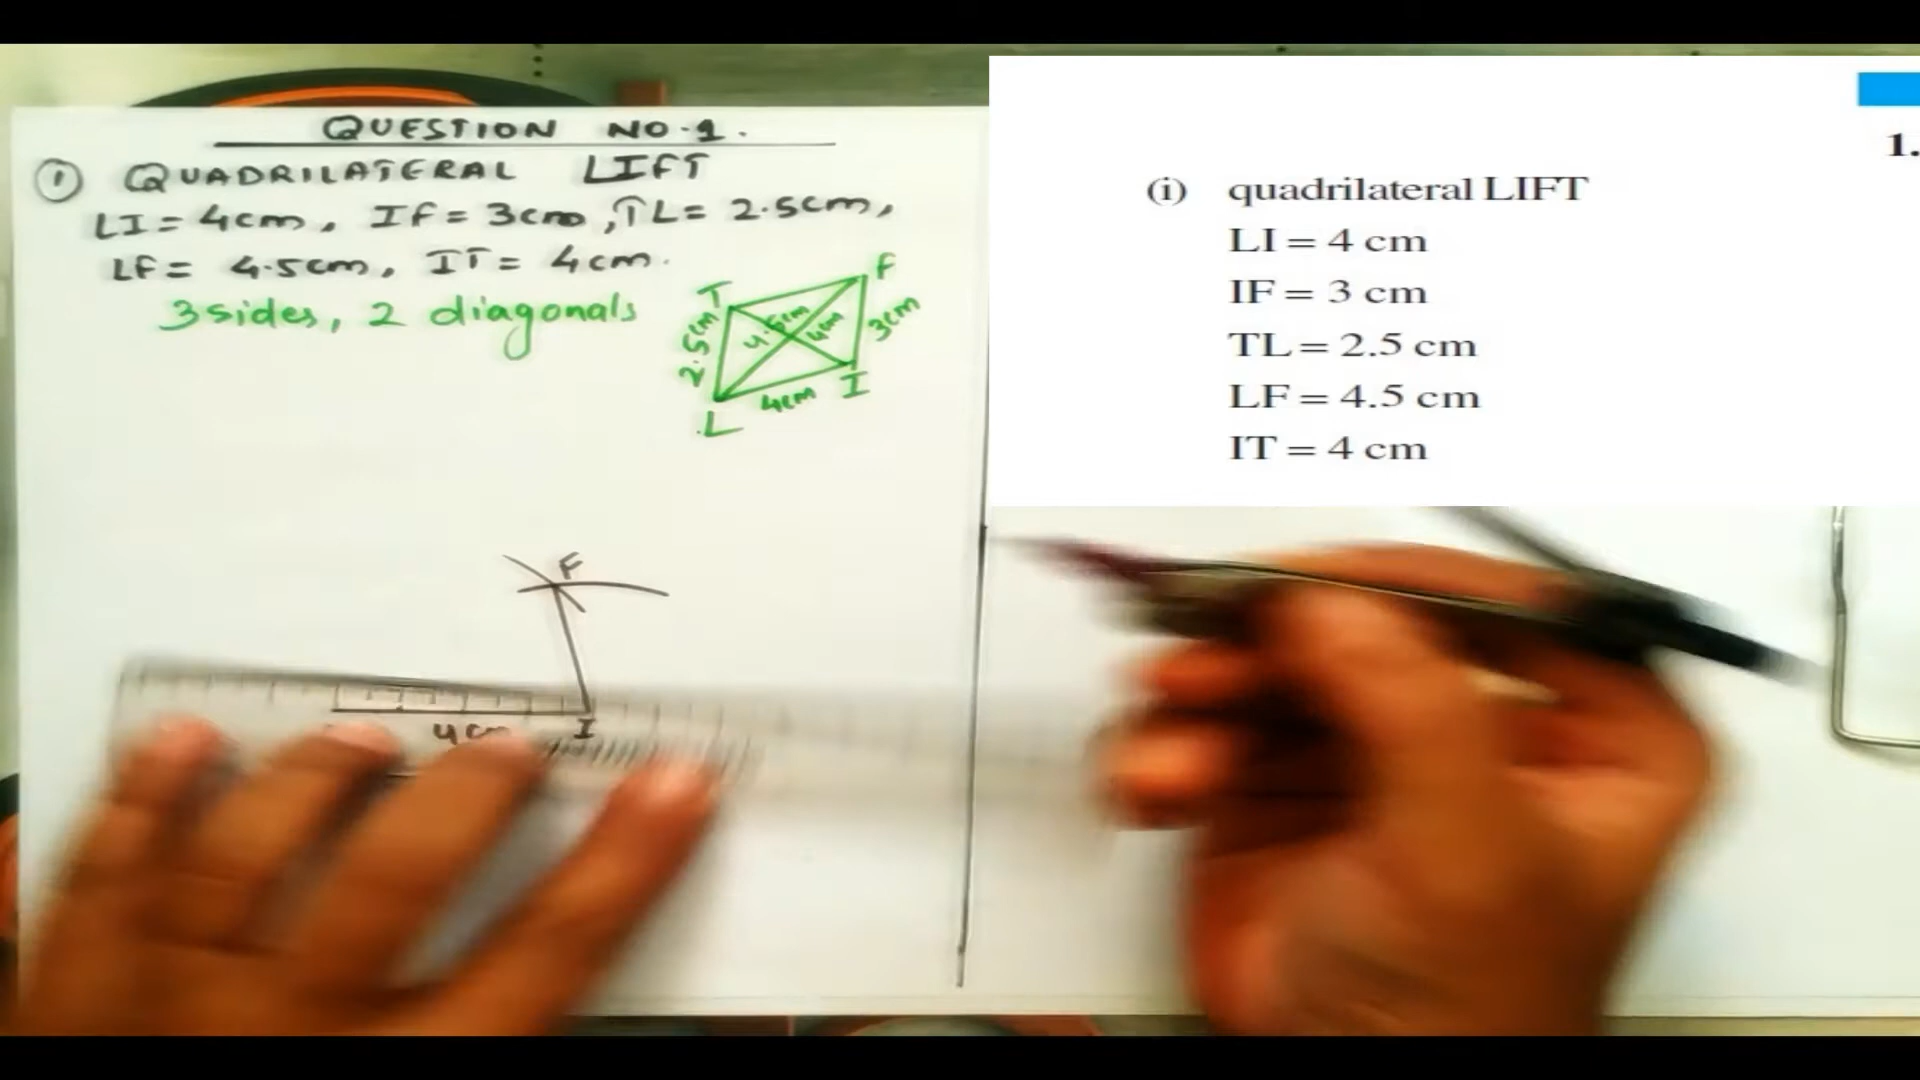 QUESTION NO.1.
① QUADRILATERAL LIFT
LI = 4cm, IF = 3cm, TL = 2.5cm,
LF = 4.5cm, IT = 4cm.
3 sides, 2 diagonals
T
F
2.5cm
4.5cm
4cm
3cm
L
4cm
I
F
4cm
I
1.
(i) quadrilateral LIFT
LI = 4 cm
IF = 3 cm
TL = 2.5 cm
LF = 4.5 cm
IT = 4 cm